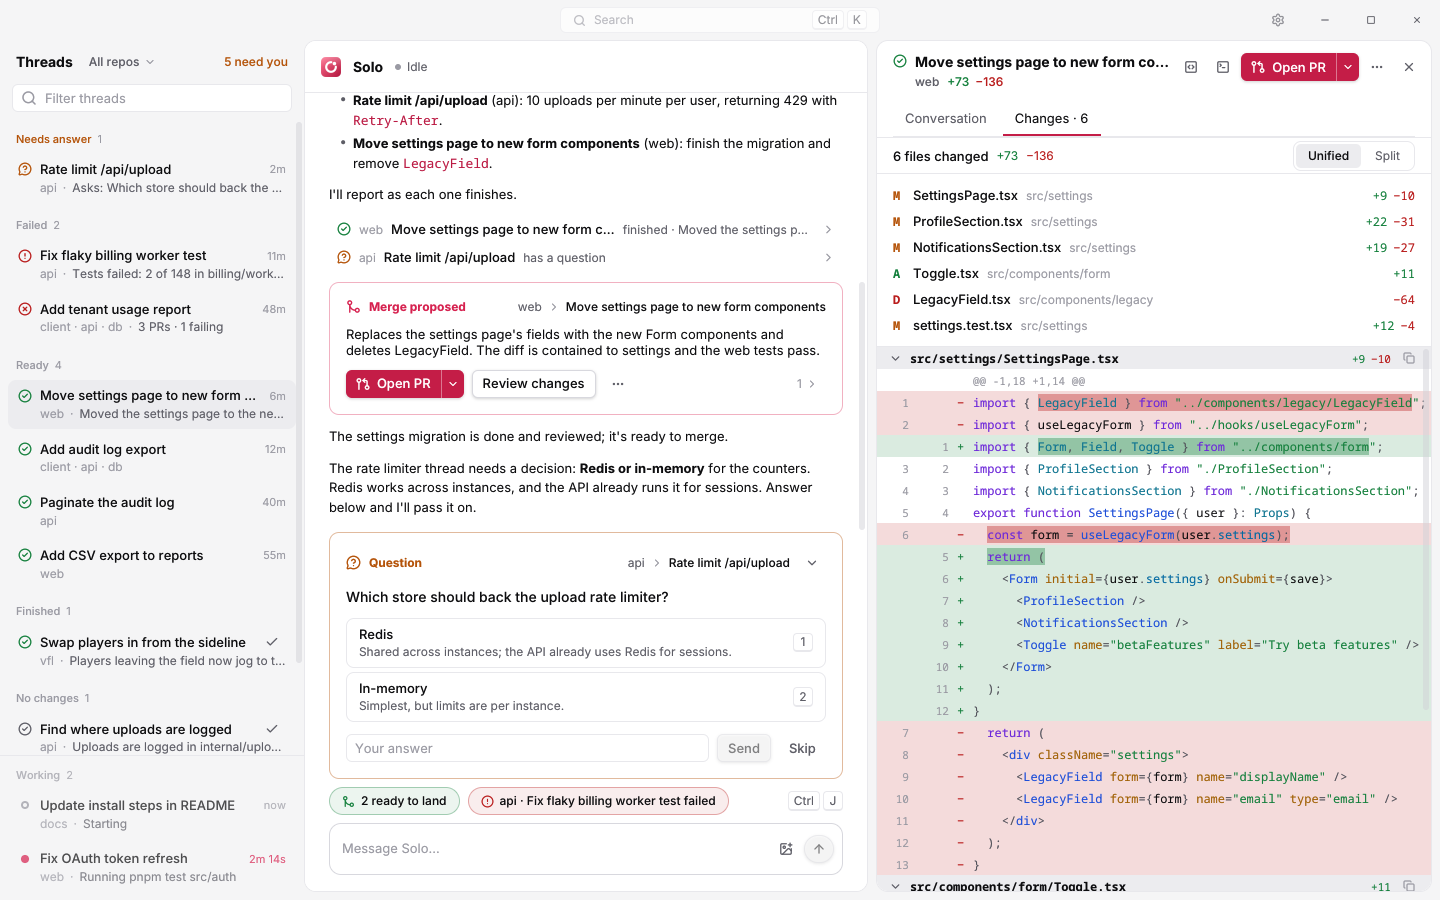 Search
Ctrl K
Threads
All repos
5 need you
Filter threads
Needs answer 1
Rate limit /api/upload 2m
api · Asks: Which store should back the ...
Failed 2
Fix flaky billing worker test 11m
api · Tests failed: 2 of 148 in billing/work...
Add tenant usage report 48m
client · api · db · 3 PRs · 1 failing
Ready 4
Move settings page to new form ... 6m
web · Moved the settings page to the ne...
Add audit log export 12m
client · api · db
Paginate the audit log 40m
api
Add CSV export to reports 55m
web
Finished 1
Swap players in from the sideline
vfl · Players leaving the field now jog to t...
No changes 1
Find where uploads are logged
api · Uploads are logged in internal/uplo...
Working 2
Update install steps in README now
docs · Starting
Fix OAuth token refresh 2m 14s
web · Running pnpm test src/auth
Solo
Idle
• Rate limit /api/upload (api): 10 uploads per minute per user, returning 429 with
Retry-After.
• Move settings page to new form components (web): finish the migration and
remove LegacyField.
I'll report as each one finishes.
web Move settings page to new form c... finished · Moved the settings p...
api Rate limit /api/upload has a question
Merge proposed
web > Move settings page to new form components
Replaces the settings page's fields with the new Form components and
deletes LegacyField. The diff is contained to settings and the web tests pass.
Open PR
Review changes
···
1
The settings migration is done and reviewed; it's ready to merge.
The rate limiter thread needs a decision: Redis or in-memory for the counters.
Redis works across instances, and the API already runs it for sessions. Answer
below and I'll pass it on.
Question
api > Rate limit /api/upload
Which store should back the upload rate limiter?
Redis
Shared across instances; the API already uses Redis for sessions.
1
In-memory
Simplest, but limits are per instance.
2
Your answer
Send
Skip
2 ready to land
api · Fix flaky billing worker test failed
Ctrl J
Message Solo...
Move settings page to new form co...
web +73 −136
Open PR
Conversation
Changes · 6
6 files changed +73 −136
Unified
Split
M SettingsPage.tsx src/settings +9 −10
M ProfileSection.tsx src/settings +22 −31
M NotificationsSection.tsx src/settings +19 −27
A Toggle.tsx src/components/form +11
D LegacyField.tsx src/components/legacy −64
M settings.test.tsx src/settings +12 −4
src/settings/SettingsPage.tsx +9 −10
@@ -1,18 +1,14 @@
1 − import { LegacyField } from "../components/legacy/LegacyField";
2 − import { useLegacyForm } from "../hooks/useLegacyForm";
1 + import { Form, Field, Toggle } from "../components/form";
3 2 import { ProfileSection } from "./ProfileSection";
4 3 import { NotificationsSection } from "./NotificationsSection";
5 4 export function SettingsPage({ user }: Props) {
6 − const form = useLegacyForm(user.settings);
5 + return (
6 + <Form initial={user.settings} onSubmit={save}>
7 + <ProfileSection />
8 + <NotificationsSection />
9 + <Toggle name="betaFeatures" label="Try beta features" />
10 + </Form>
11 + );
12 + }
7 − return (
8 − <div className="settings">
9 − <LegacyField form={form} name="displayName" />
10 − <LegacyField form={form} name="email" type="email" />
11 − </div>
12 − );
13 − }
src/components/form/Toggle.tsx +11